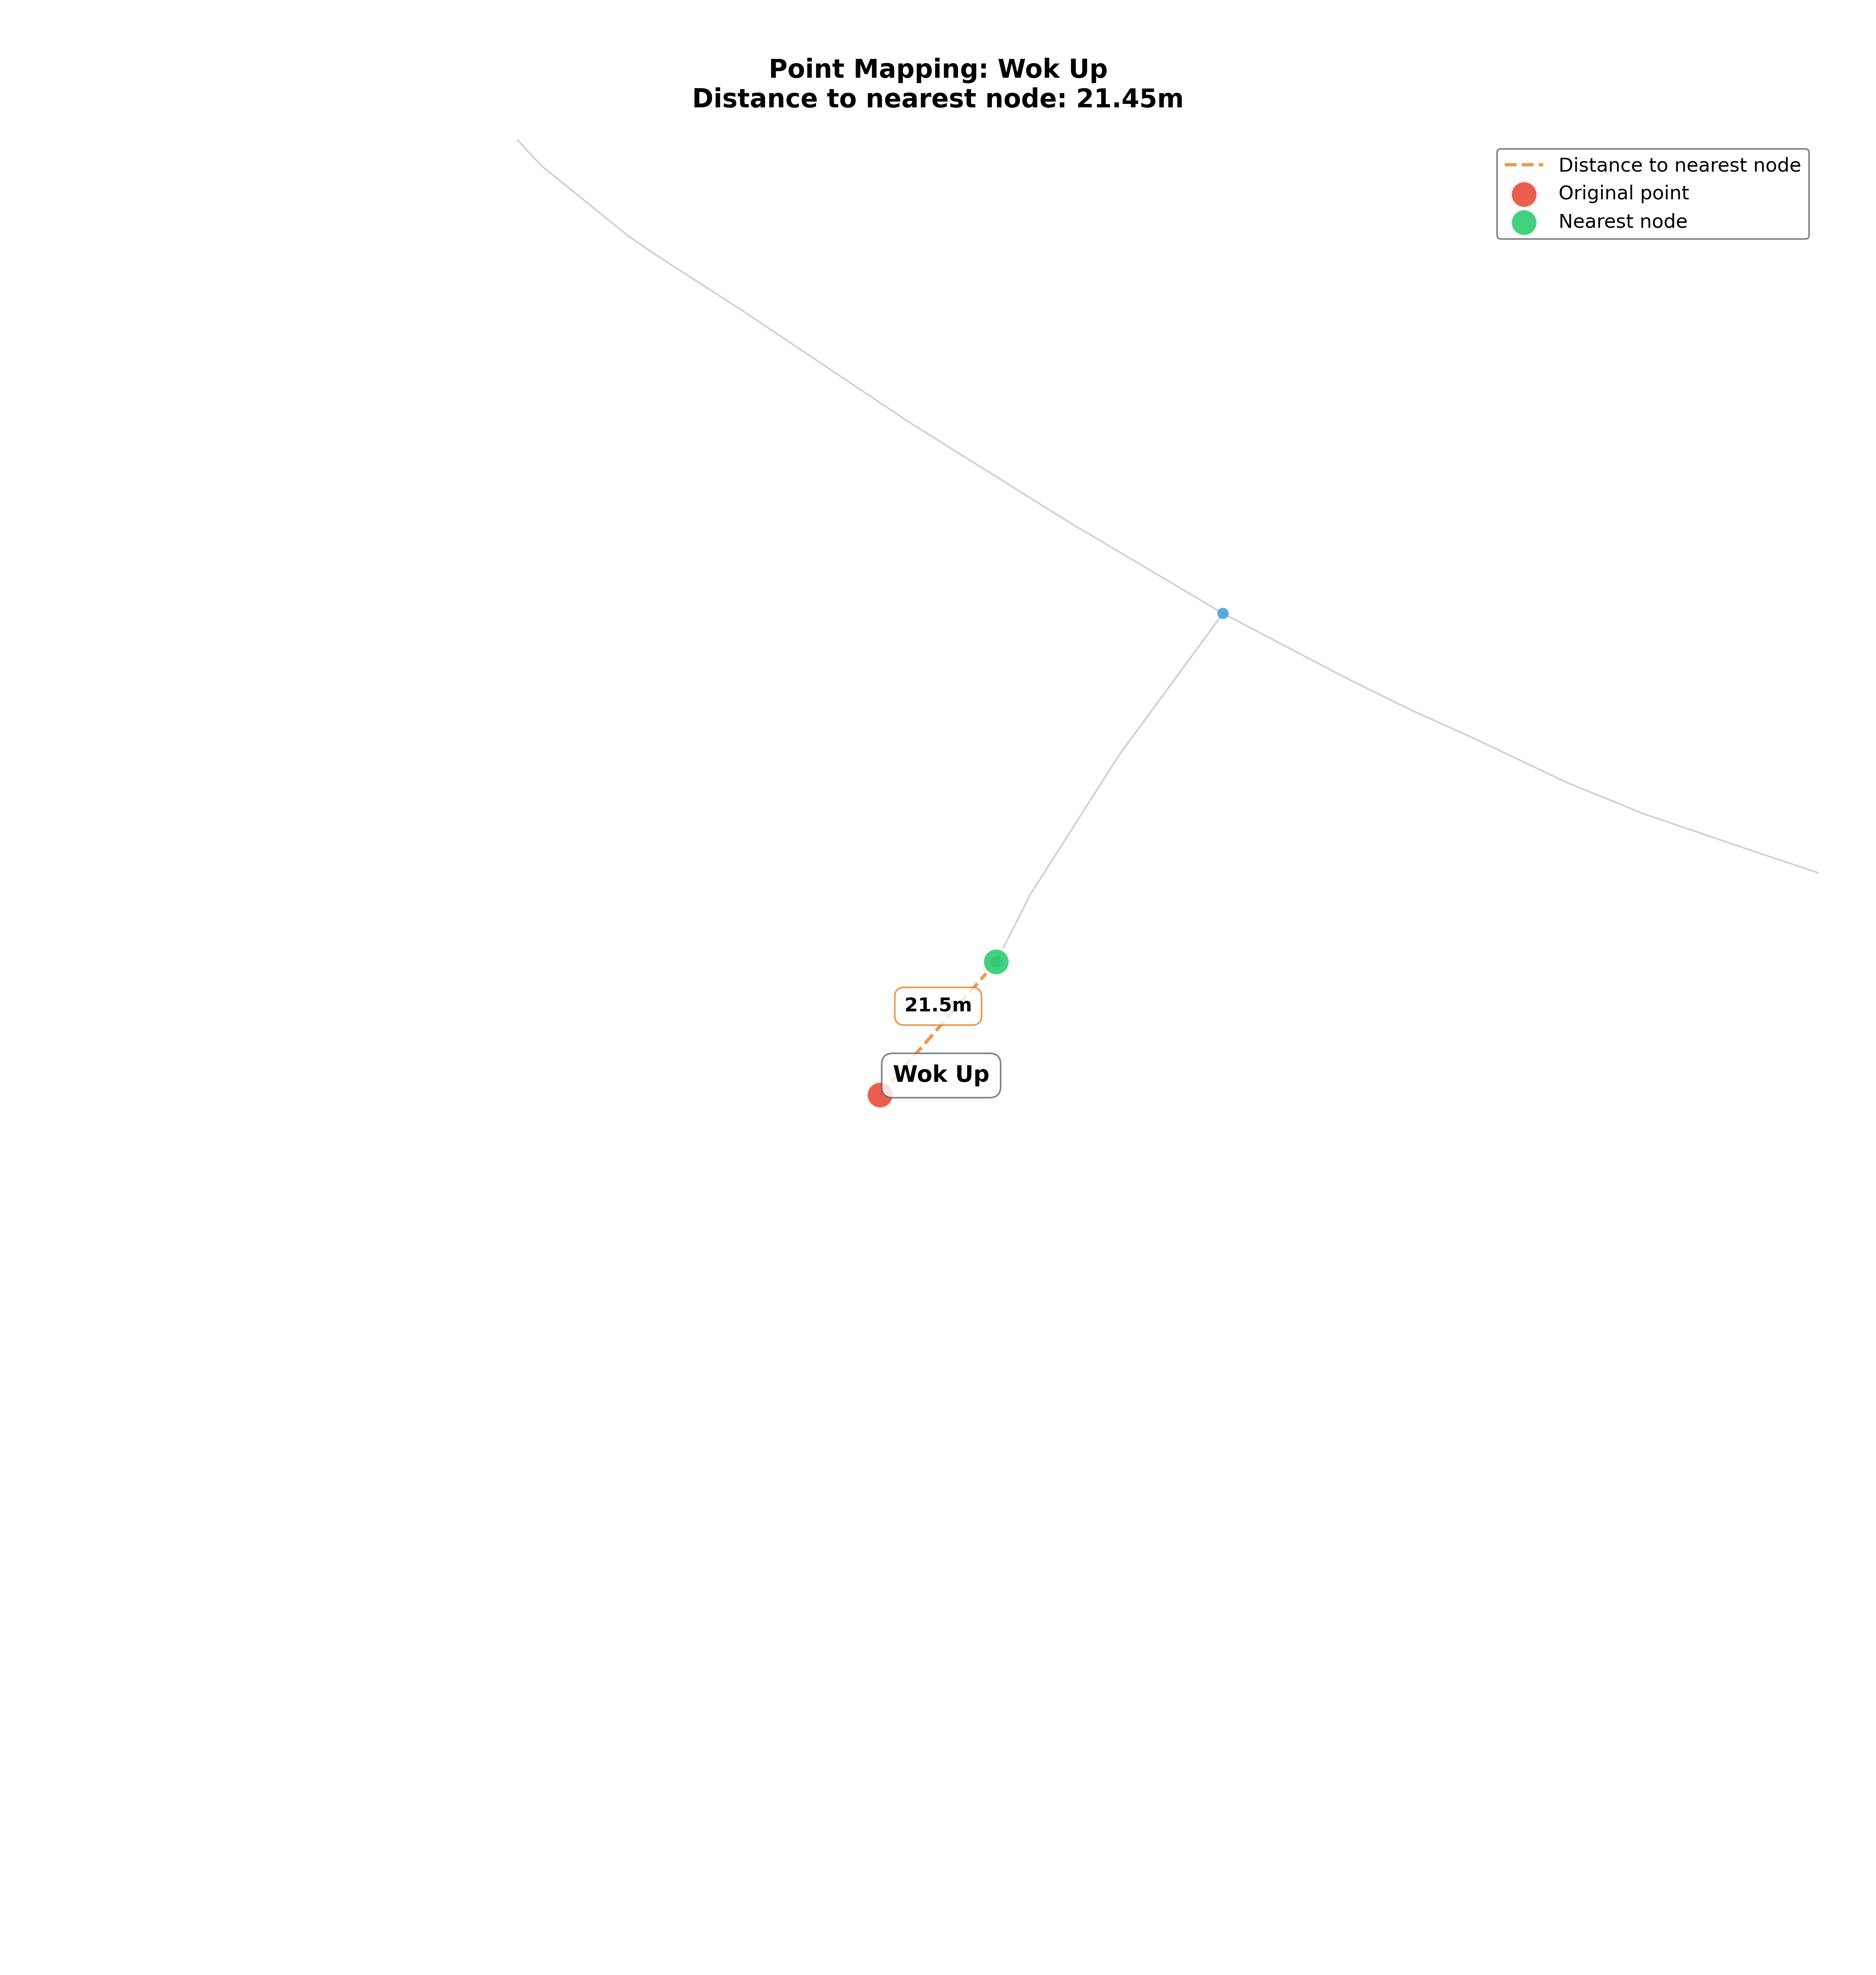 Point Mapping: Wok Up
Distance to nearest node: 21.45m
Distance to nearest node
Original point
Nearest node
21.5m
Wok Up